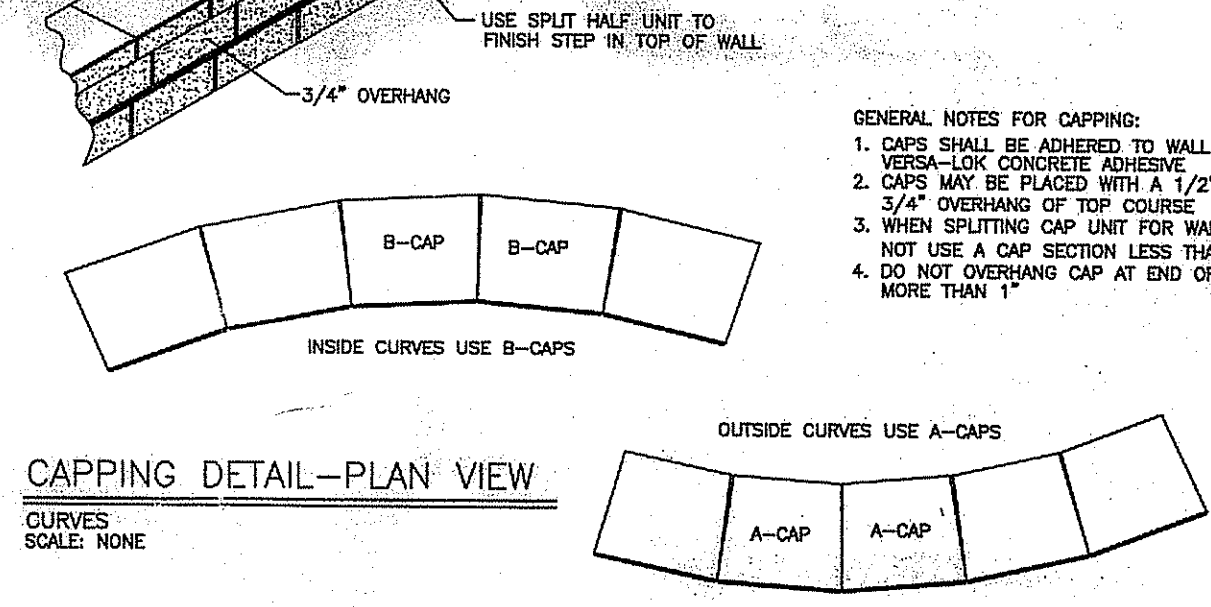 USE SPLIT HALF UNIT TO
FINISH STEP IN TOP OF WALL
3/4" OVERHANG
GENERAL NOTES FOR CAPPING:
1. CAPS SHALL BE ADHERED TO WALL
VERSA-LOK CONCRETE ADHESIVE
2. CAPS MAY BE PLACED WITH A 1/2"
3/4" OVERHANG OF TOP COURSE
3. WHEN SPLITTING CAP UNIT FOR
NOT USE A CAP SECTION LESS
4. DO NOT OVERHANG CAP AT END
MORE THAN 1"
B-CAP
B-CAP
INSIDE CURVES USE B-CAPS
OUTSIDE CURVES USE A-CAPS
A-CAP
A-CAP
CAPPING DETAIL-PLAN VIEW
CURVES
SCALE: NONE